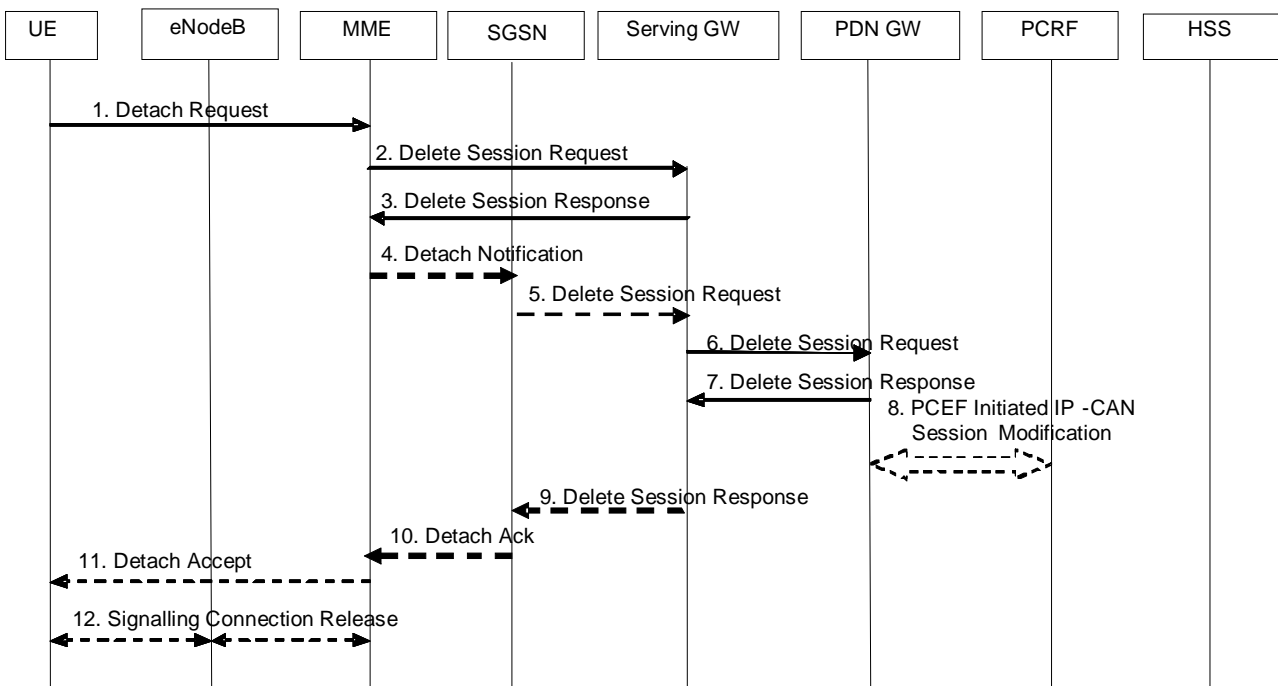 UE
eNodeB
MME
SGSN
Serving GW
PDN GW
PCRF
HSS
1. Detach Request
2. Delete Session Request
3. Delete Session Response
4. Detach Notification
5. Delete Session Request
6. Delete Session Request
7. Delete Session Response
8. PCEF Initiated IP -CAN
Session Modification
9. Delete Session Response
10. Detach Ack
11. Detach Accept
12. Signalling Connection Release